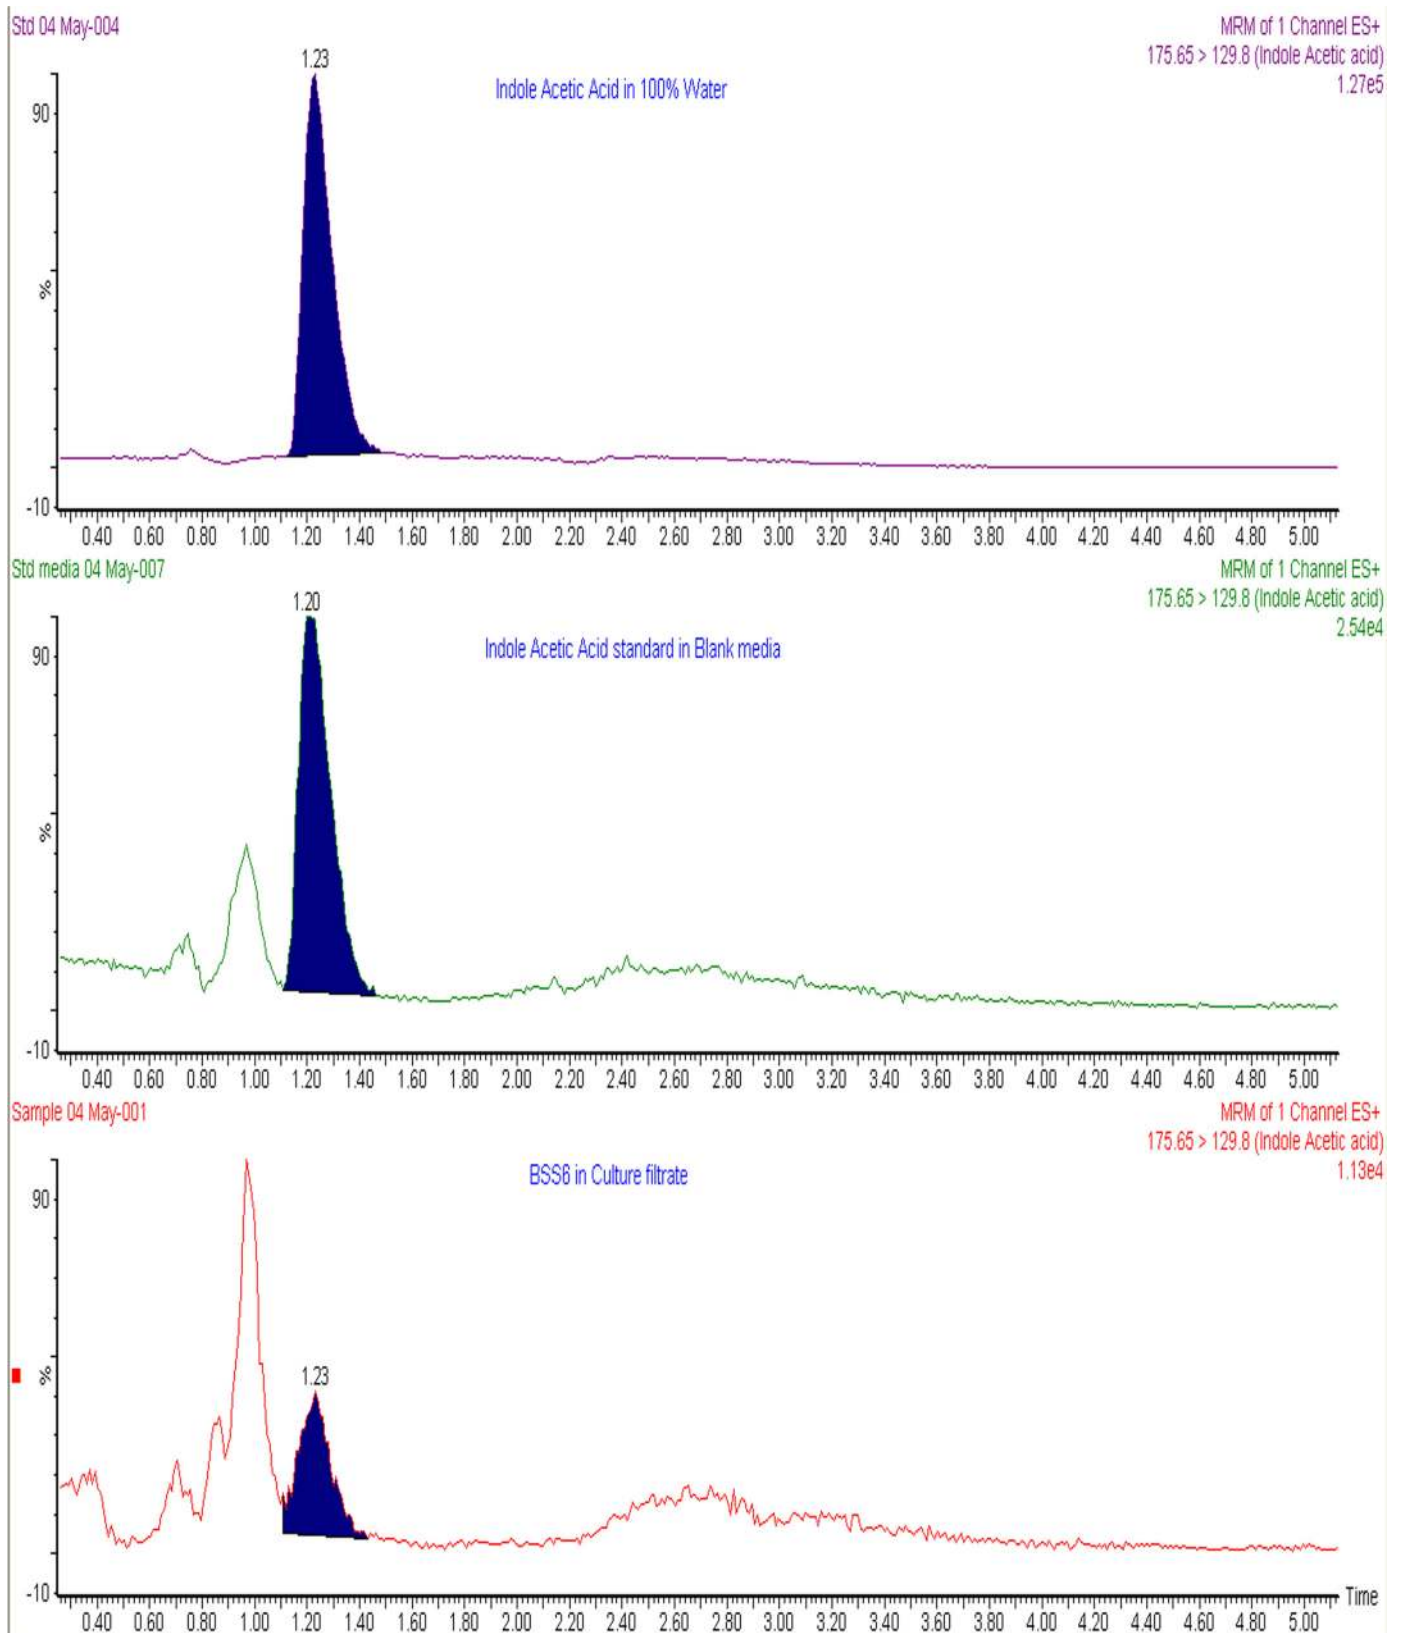 Std 04 May-004
MRM of 1 Channel ES+
175.65 > 129.8 (Indole Acetic acid)
1.27e5
1.23
Indole Acetic Acid in 100% Water
90
%
-10
0.40 0.60 0.80 1.00 1.20 1.40 1.60 1.80 2.00 2.20 2.40 2.60 2.80 3.00 3.20 3.40 3.60 3.80 4.00 4.20 4.40 4.60 4.80 5.00
Std media 04 May-007
MRM of 1 Channel ES+
175.65 > 129.8 (Indole Acetic acid)
2.54e4
1.20
Indole Acetic Acid standard in Blank media
90
%
-10
0.40 0.60 0.80 1.00 1.20 1.40 1.60 1.80 2.00 2.20 2.40 2.60 2.80 3.00 3.20 3.40 3.60 3.80 4.00 4.20 4.40 4.60 4.80 5.00
Sample 04 May-001
MRM of 1 Channel ES+
175.65 > 129.8 (Indole Acetic acid)
1.13e4
BSS6 in Culture filtrate
90
1.23
%
-10
Time
0.40 0.60 0.80 1.00 1.20 1.40 1.60 1.80 2.00 2.20 2.40 2.60 2.80 3.00 3.20 3.40 3.60 3.80 4.00 4.20 4.40 4.60 4.80 5.00